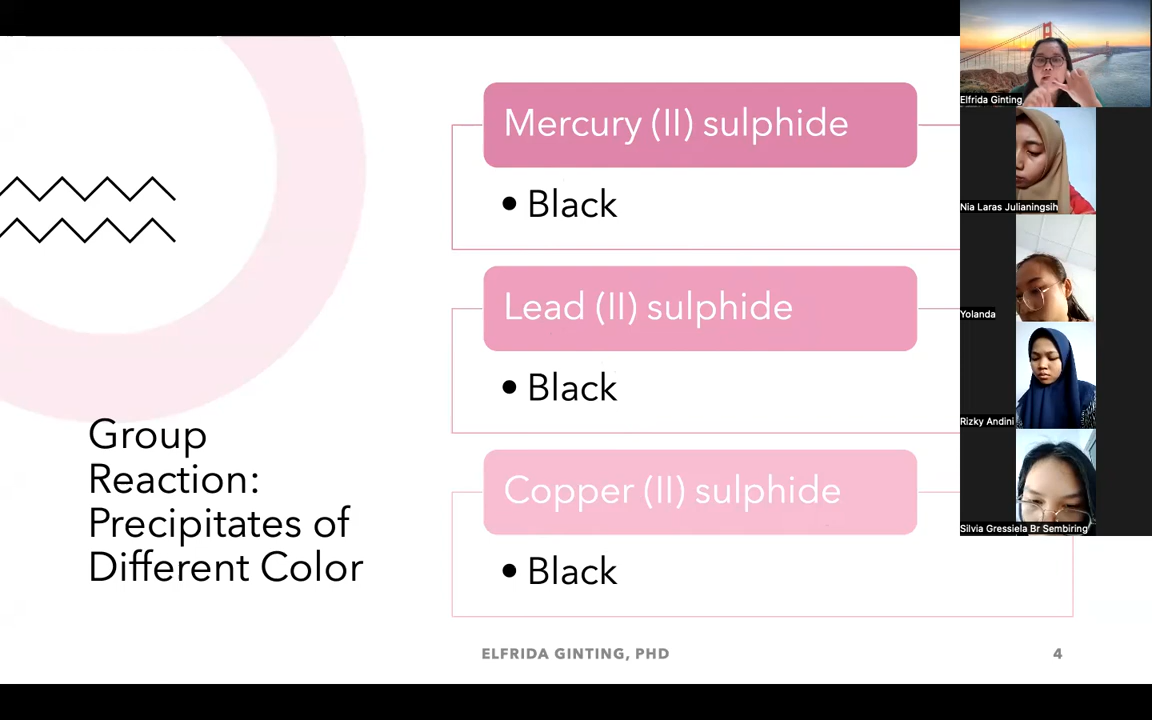 Mercury (II) sulphide
• Black
Lead (II) sulphide
• Black
Copper (II) sulphide
• Black
Group
Reaction:
Precipitates of
Different Color
ELFRIDA GINTING, PHD
4
Elfrida Ginting
Nia Laras Julianingsih
Yolanda
Rizky Andini
Silvia Gressiela Br Sembiring